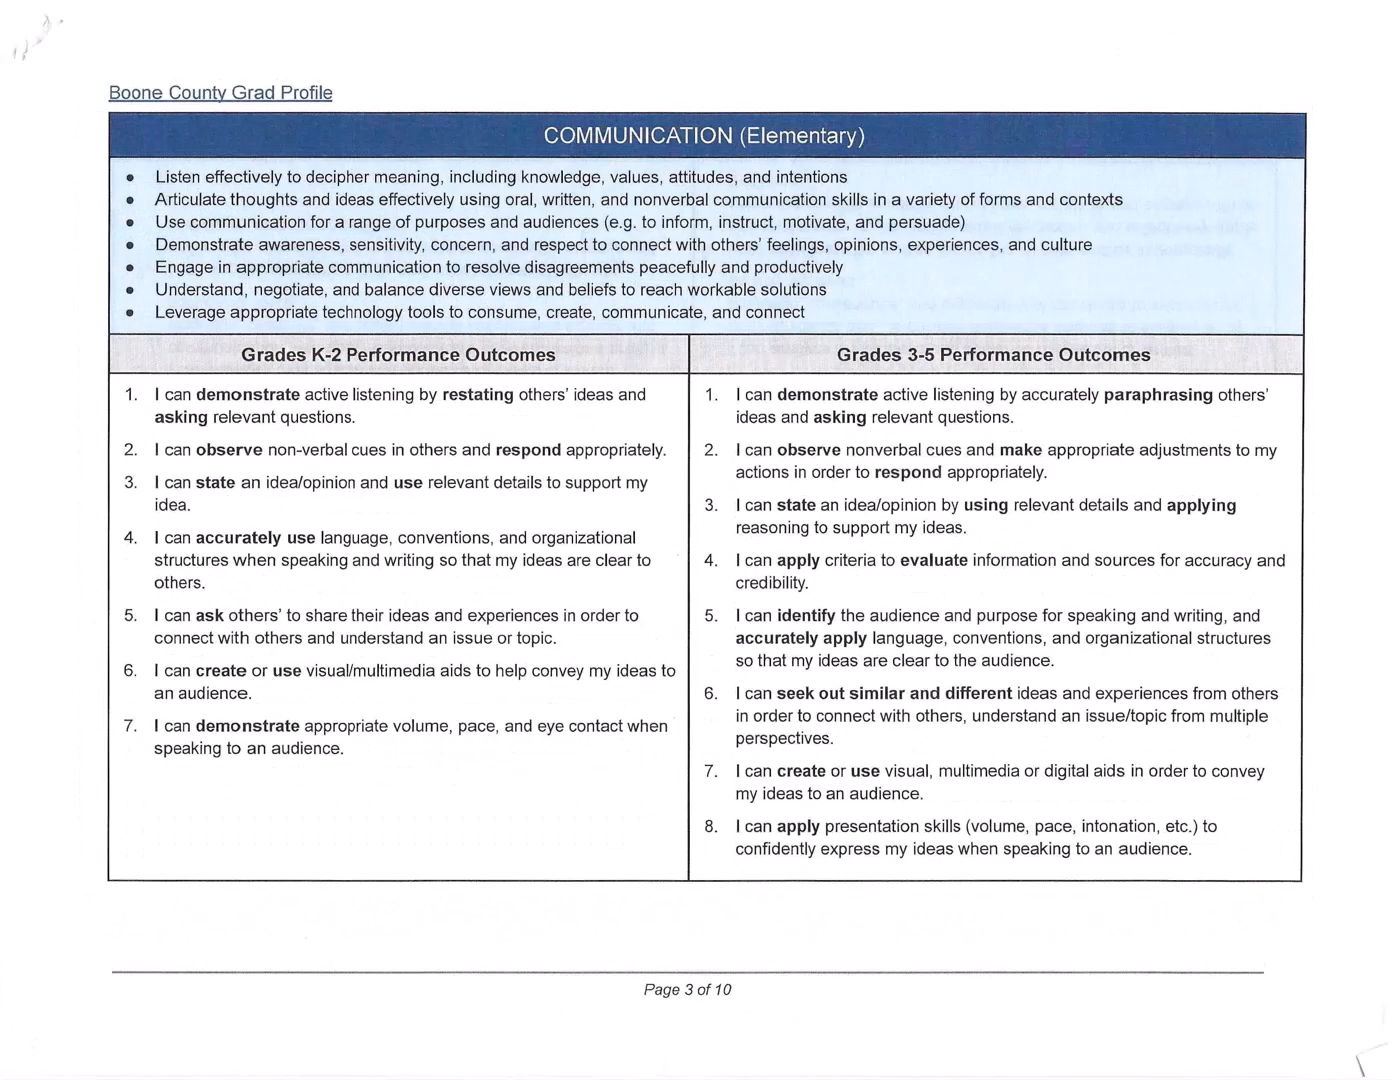 Boone County Grad Profile
COMMUNICATION (Elementary)
• Listen effectively to decipher meaning, including knowledge, values, attitudes, and intentions
• Articulate thoughts and ideas effectively using oral, written, and nonverbal communication skills in a variety of forms and contexts
• Use communication for a range of purposes and audiences (e.g. to inform, instruct, motivate, and persuade)
• Demonstrate awareness, sensitivity, concern, and respect to connect with others' feelings, opinions, experiences, and culture
• Engage in appropriate communication to resolve disagreements peacefully and productively
• Understand, negotiate, and balance diverse views and beliefs to reach workable solutions
• Leverage appropriate technology tools to consume, create, communicate, and connect
Grades K-2 Performance Outcomes
1. I can demonstrate active listening by restating others' ideas and
asking relevant questions.
2. I can observe non-verbal cues in others and respond appropriately.
3. I can state an idea/opinion and use relevant details to support my
idea.
4. I can accurately use language, conventions, and organizational
structures when speaking and writing so that my ideas are clear to
others.
5. I can ask others' to share their ideas and experiences in order to
connect with others and understand an issue or topic.
6. I can create or use visual/multimedia aids to help convey my ideas to
an audience.
7. I can demonstrate appropriate volume, pace, and eye contact when
speaking to an audience.
Grades 3-5 Performance Outcomes
1. I can demonstrate active listening by accurately paraphrasing others'
ideas and asking relevant questions.
2. I can observe nonverbal cues and make appropriate adjustments to my
actions in order to respond appropriately.
3. I can state an idea/opinion by using relevant details and applying
reasoning to support my ideas.
4. I can apply criteria to evaluate information and sources for accuracy and
credibility.
5. I can identify the audience and purpose for speaking and writing, and
accurately apply language, conventions, and organizational structures
so that my ideas are clear to the audience.
6. I can seek out similar and different ideas and experiences from others
in order to connect with others, understand an issue/topic from multiple
perspectives.
7. I can create or use visual, multimedia or digital aids in order to convey
my ideas to an audience.
8. I can apply presentation skills (volume, pace, intonation, etc.) to
confidently express my ideas when speaking to an audience.
Page 3 of 10